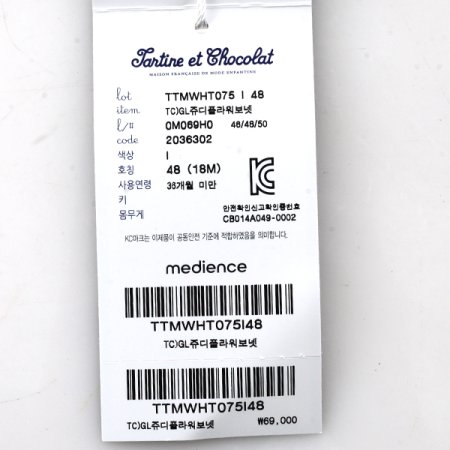 Tartine et Chocolat
MAISON FRANÇAISE DE MODE ENFANTINE
lot TTMWHT075 I 48
item TC)GL쥬디플라워보넷
l/# 0M069H0 46/48/50
code 2036302
색상 I
호칭 48 (18M)
사용연령 36개월 미만
키
몸무게
안전확인신고확인증번호
CB014A049-0002
KC마크는 이제품이 공동안전 기준에 적합하였음을 의미합니다
medience
TTMWHT075I48
TC)GL쥬디플라워보넷
TTMWHT075I48
TC)GL쥬디플라워보넷 ₩69,000